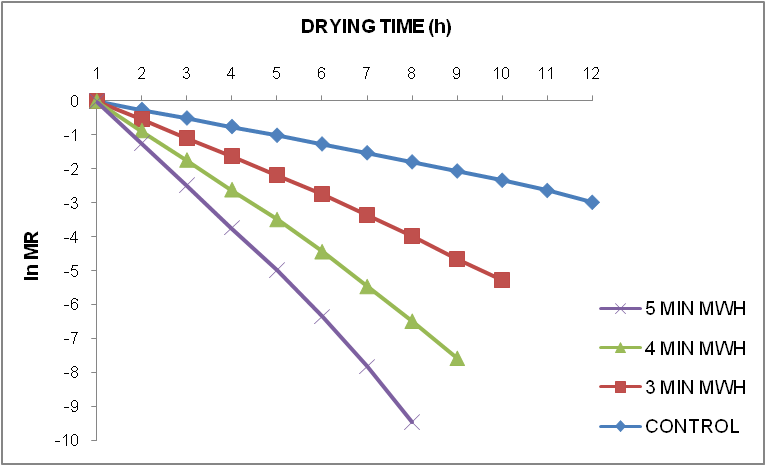 DRYING TIME (h)
1 2 3 4 5 6 7 8 9 10 11 12
0
-1
-2
-3
-4
-5
-6
-7
-8
-9
-10
ln MR
5 MIN MWH
4 MIN MWH
3 MIN MWH
CONTROL